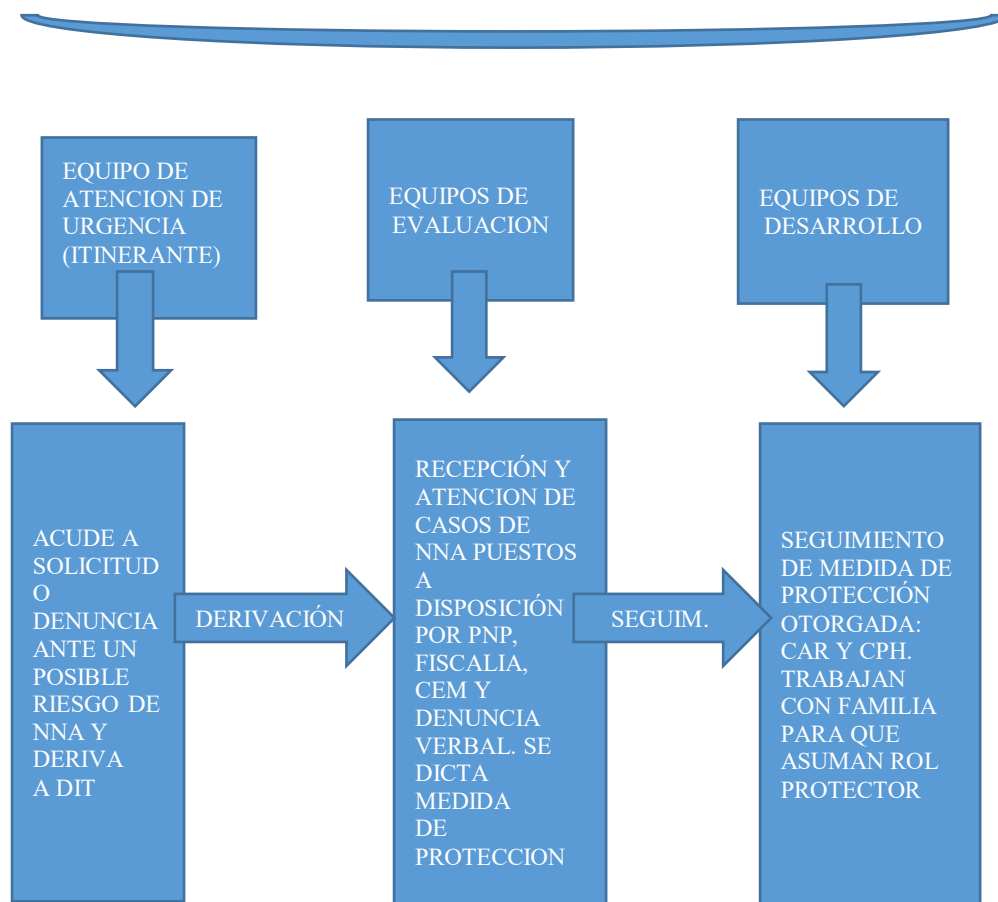 EQUIPO DE
ATENCION DE
URGENCIA
(ITINERANTE)
EQUIPOS DE
EVALUACION
EQUIPOS DE
DESARROLLO
ACUDE A
SOLICITUD
O
DENUNCIA
ANTE UN
POSIBLE
RIESGO DE
NNA Y
DERIVA
A DIT
DERIVACIÓN
RECEPCIÓN Y
ATENCION DE
CASOS DE
NNA PUESTOS
A
DISPOSICIÓN
POR PNP,
FISCALIA,
CEM Y
DENUNCIA
VERBAL. SE
DICTA
MEDIDA
DE
PROTECCION
SEGUIM.
SEGUIMIENTO
DE MEDIDA DE
PROTECCIÓN
OTORGADA:
CAR Y CPH.
TRABAJAN
CON FAMILIA
PARA QUE
ASUMAN ROL
PROTECTOR